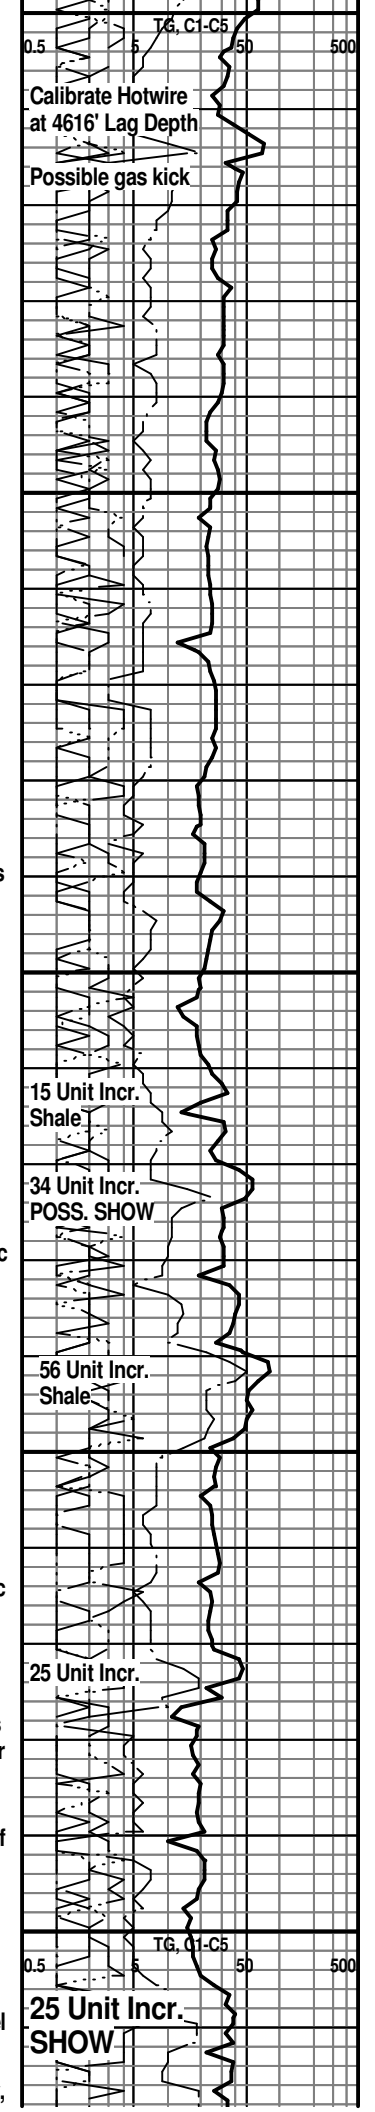 TG, C1-C5
0.5 5 50 500
Calibrate Hotwire
at 4616' Lag Depth
Possible gas kick
s
15 Unit Incr.
Shale
34 Unit Incr.
POSS. SHOW
c
56 Unit Incr.
Shale
c
25 Unit Incr.
s
r
f
TG, C1-C5
0.5 5 50 500
25 Unit Incr.
el
SHOW